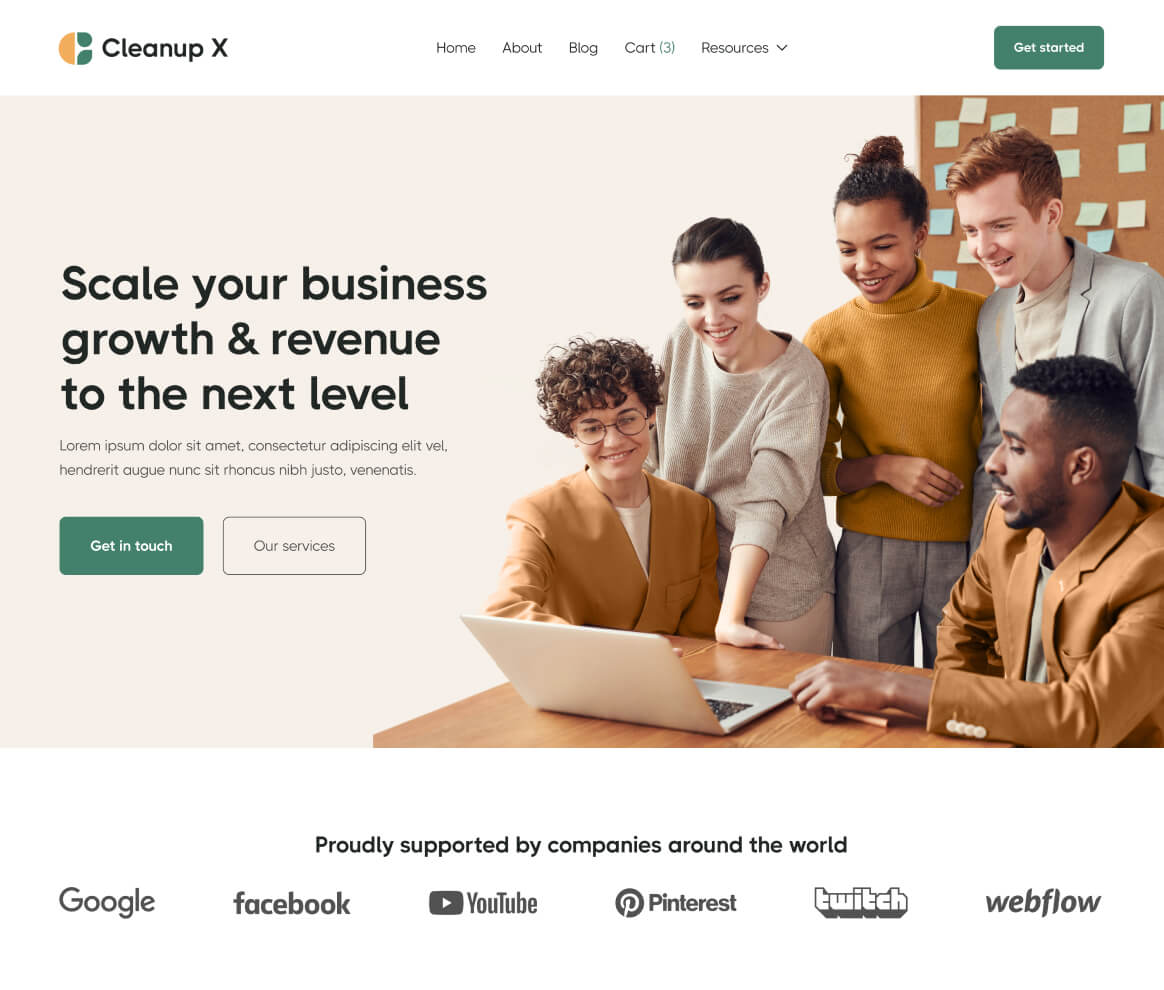 Cleanup X
Home
About
Blog
Cart (3)
Resources
Get started
Scale your business
growth & revenue
to the next level
Lorem ipsum dolor sit amet, consectetur adipiscing elit vel,
hendrerit augue nunc sit rhoncus nibh justo, venenatis.
Get in touch
Our services
Proudly supported by companies around the world
Google
facebook
YouTube
Pinterest
twitch
webflow